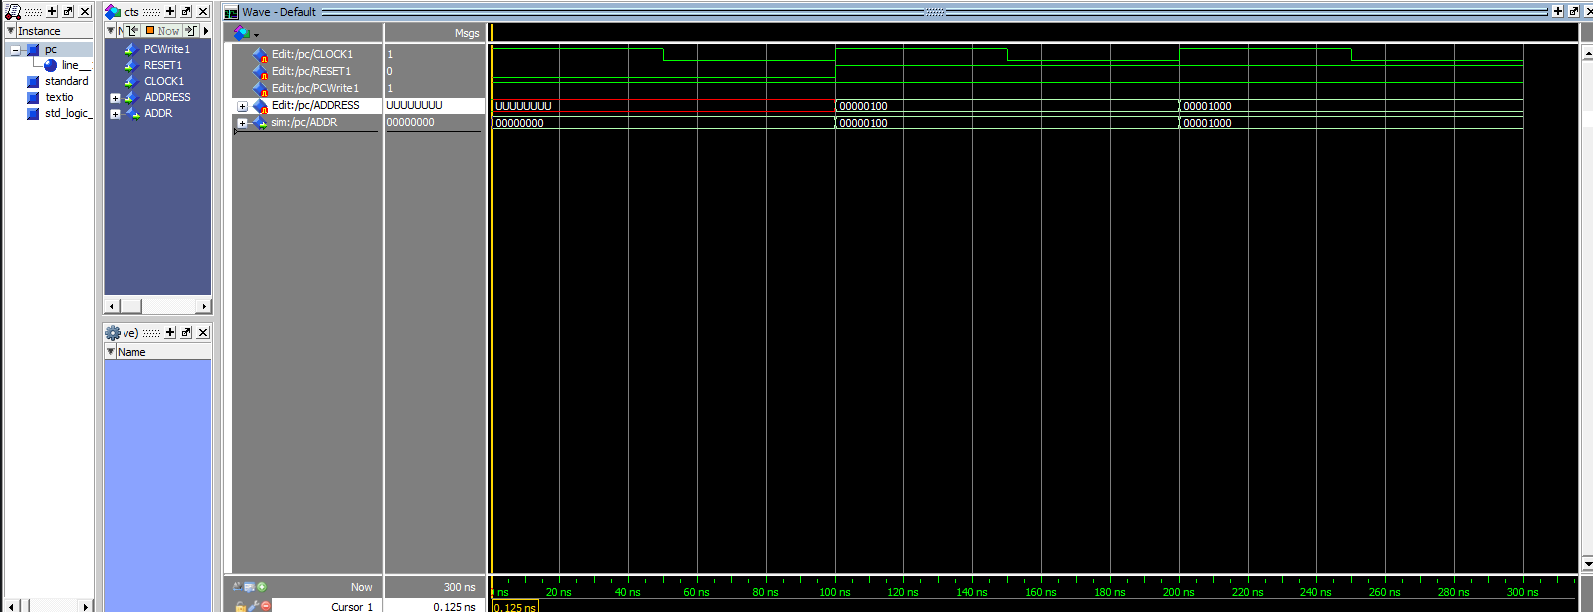 cts
Wave - Default
Instance
N
Now
Msgs
pc
line__
standard
textio
std_logic_
PCWrite1
RESET1
CLOCK1
ADDRESS
ADDR
Edit:/pc/CLOCK1 1
Edit:/pc/RESET1 0
Edit:/pc/PCWrite1 1
Edit:/pc/ADDRESS UUUUUUUU UUUUUUUU 00000100 00001000
sim:/pc/ADDR 00000000 00000000 00000100 00001000
ve)
Name
Now 300 ns
ns 20 ns 40 ns 60 ns 80 ns 100 ns 120 ns 140 ns 160 ns 180 ns 200 ns 220 ns 240 ns 260 ns 280 ns 300 ns
Cursor 1 0.125 ns 0.125 ns